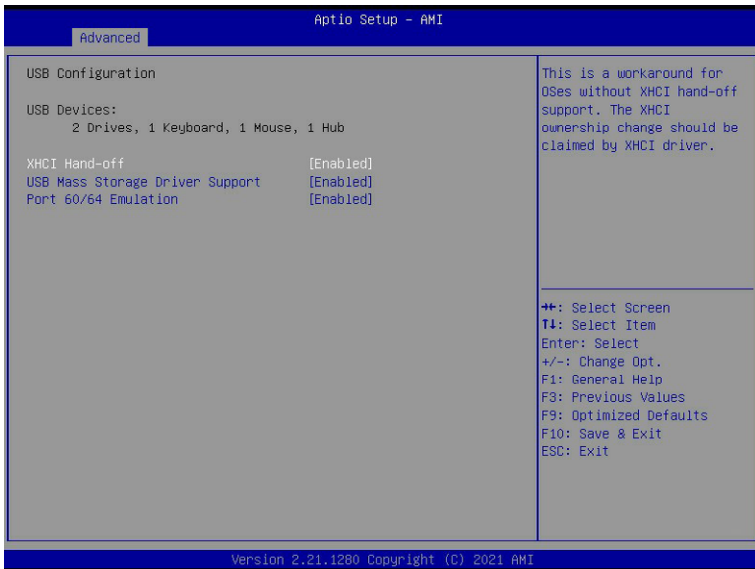 Aptio Setup – AMI
Advanced
USB Configuration
USB Devices:
2 Drives, 1 Keyboard, 1 Mouse, 1 Hub
XHCI Hand-off [Enabled]
USB Mass Storage Driver Support [Enabled]
Port 60/64 Emulation [Enabled]
This is a workaround for
OSes without XHCI hand-off
support. The XHCI
ownership change should be
claimed by XHCI driver.
→←: Select Screen
↑↓: Select Item
Enter: Select
+/-: Change Opt.
F1: General Help
F3: Previous Values
F9: Optimized Defaults
F10: Save & Exit
ESC: Exit
Version 2.21.1280 Copyright (C) 2021 AMI